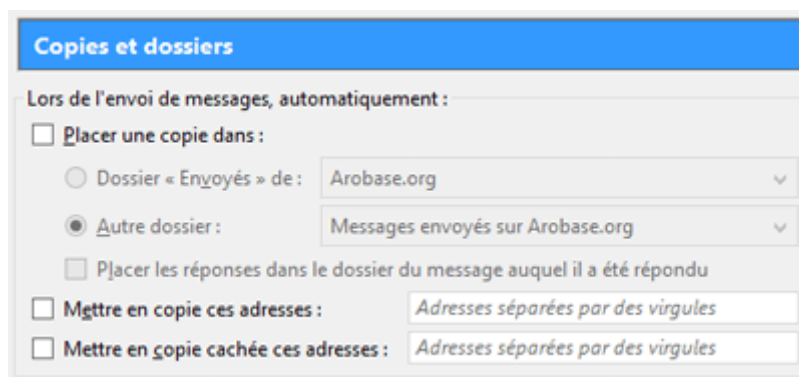 Copies et dossiers
Lors de l'envoi de messages, automatiquement :
Placer une copie dans :
Dossier « Envoyés » de : Arobase.org
Autre dossier : Messages envoyés sur Arobase.org
Placer les réponses dans le dossier du message auquel il a été répondu
Mettre en copie ces adresses : Adresses séparées par des virgules
Mettre en copie cachée ces adresses : Adresses séparées par des virgules